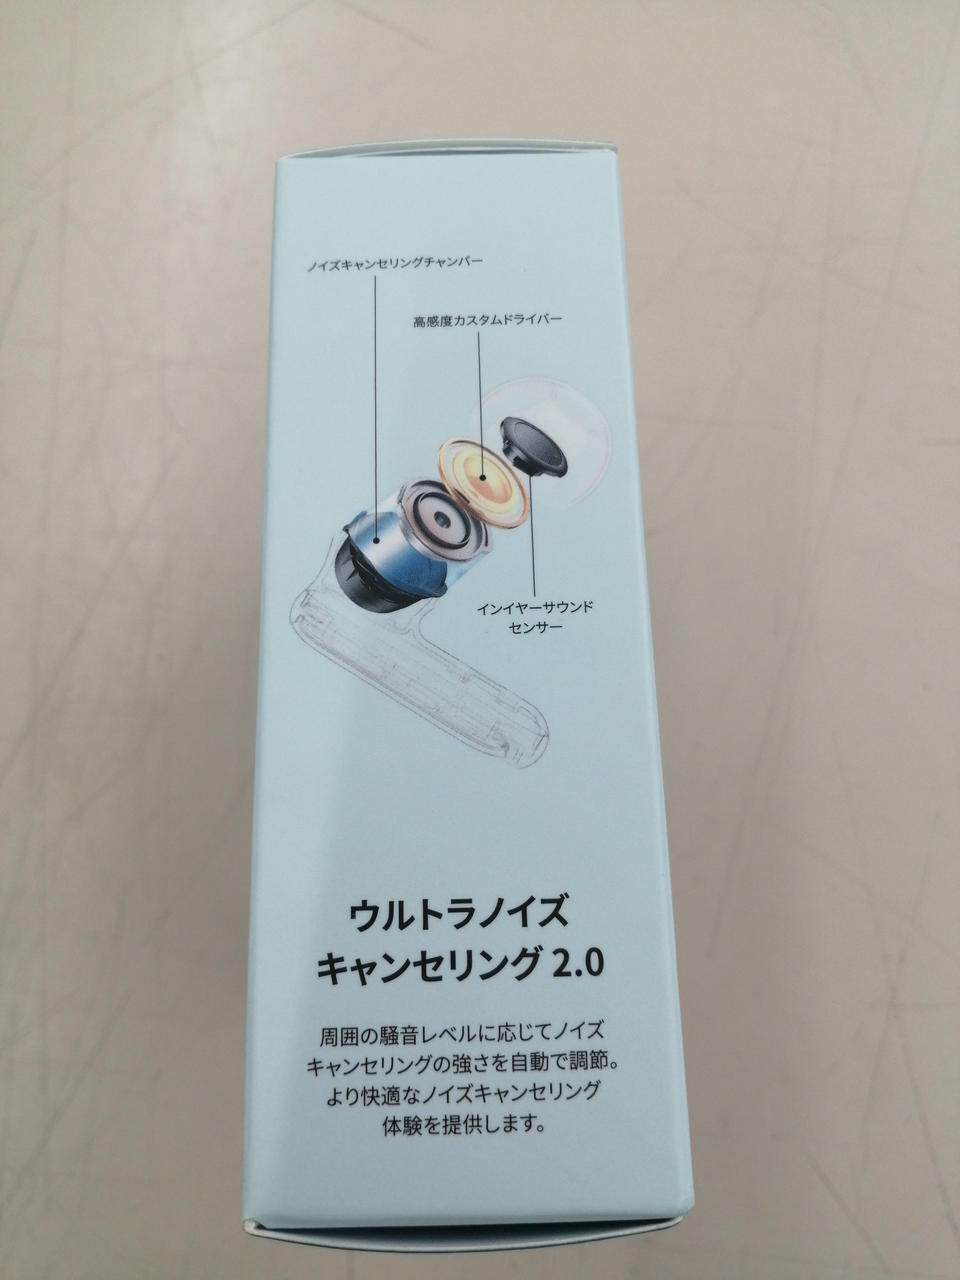 ノイズキャンセリングチャンバー
高感度カスタムドライバー
インイヤーサウンド
センサー
ウルトラノイズ
キャンセリング 2.0
周囲の騒音レベルに応じてノイズ
キャンセリングの強さを自動で調節。
より快適なノイズキャンセリング
体験を提供します。